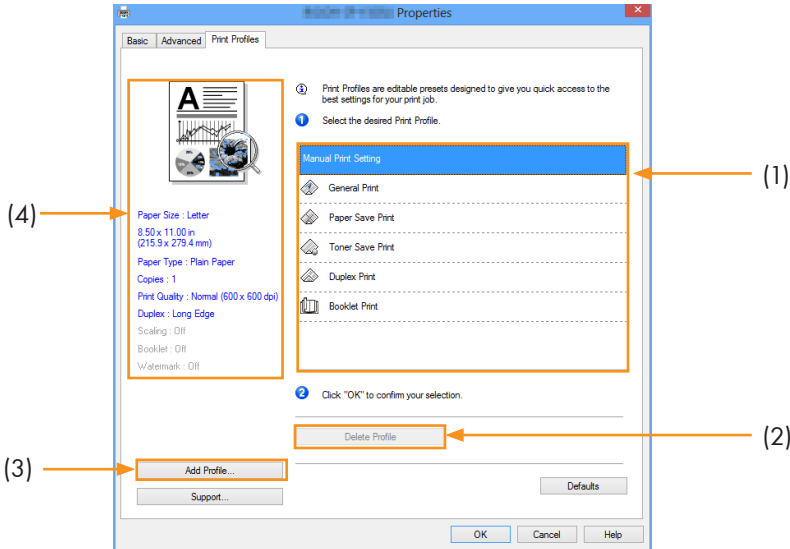 Properties
Basic Advanced Print Profiles
Print Profiles are editable presets designed to give you quick access to the
best settings for your print job.
1 Select the desired Print Profile.
A
Manual Print Setting
General Print
Paper Save Print
Toner Save Print
Duplex Print
Booklet Print
(1)
(4)
Paper Size : Letter
8.50 x 11.00 in
(215.9 x 279.4 mm)
Paper Type : Plain Paper
Copies : 1
Print Quality : Normal (600 x 600 dpi)
Duplex : Long Edge
Scaling : Off
Booklet : Off
Watermark : Off
2 Click "OK" to confirm your selection.
Delete Profile
(2)
(3)
Add Profile...
Support...
Defaults
OK Cancel Help